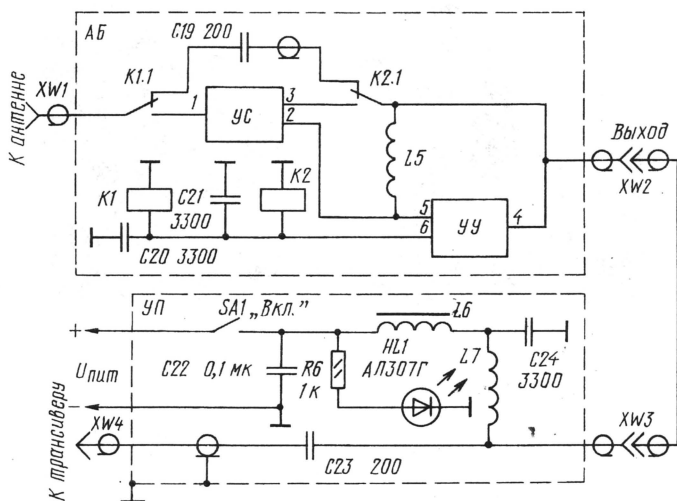 АБ
C19 200
XW1
K1.1
K2.1
К антенне
1
УС
3
2
L5
Выход
XW2
K1
C21
3300
K2
5
6
УУ
4
C20 3300
УП
SA1 „Вкл."
L6
+
Uпит
C22 0,1 мк
R6
1к
HL1
АЛ307Г
L7
C24
3300
–
XW4
XW3
К трансиверу
C23 200